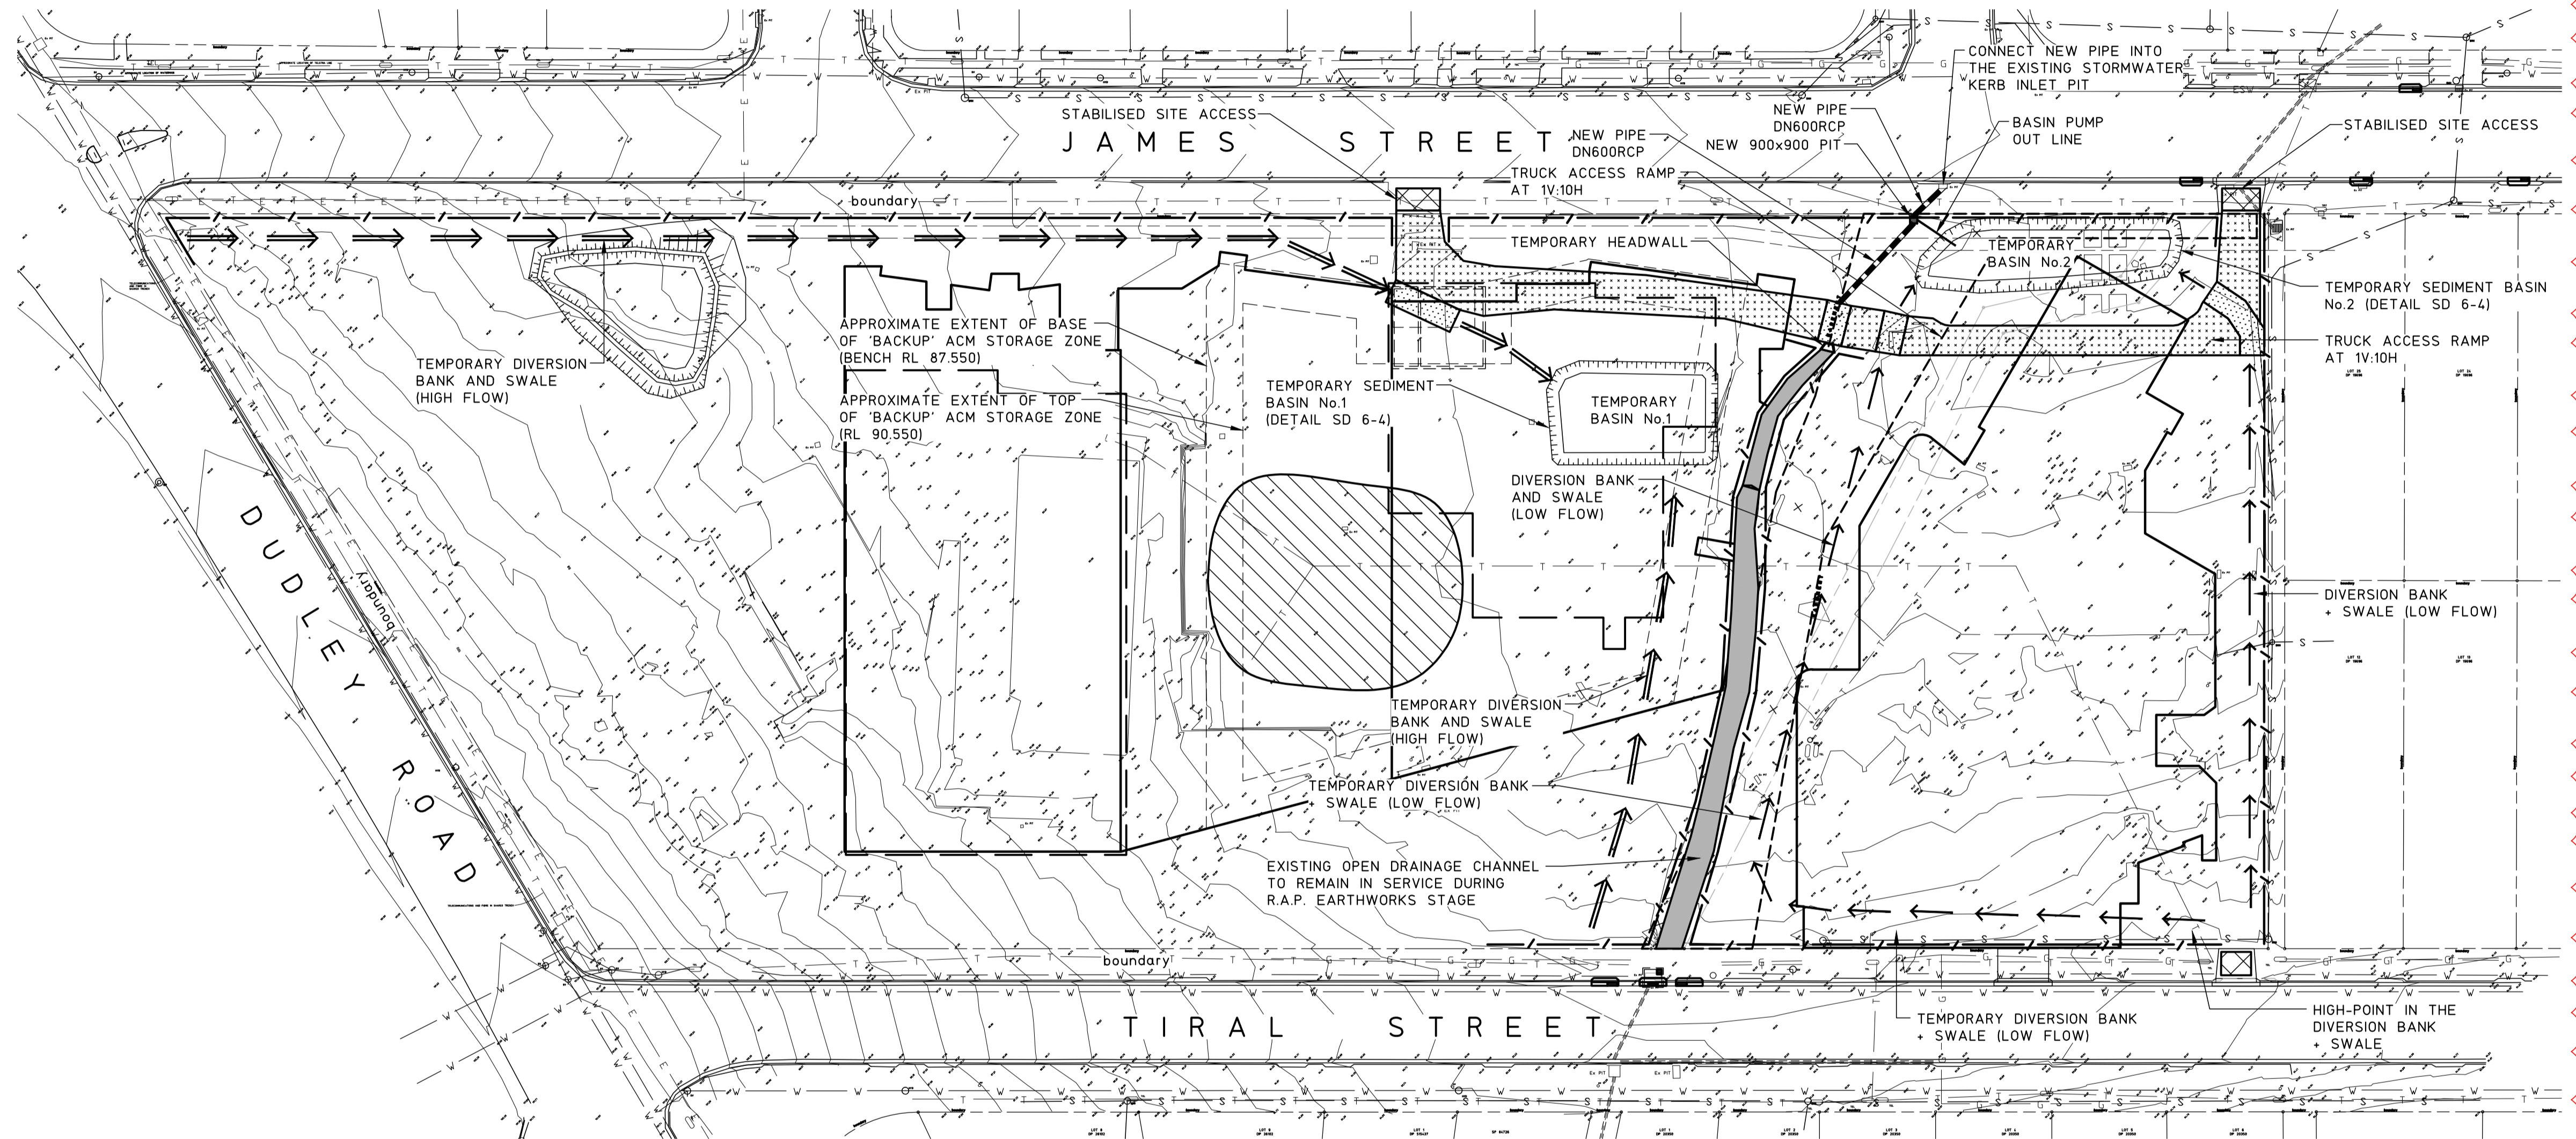 CONNECT NEW PIPE INTO
THE EXISTING STORMWATER
KERB INLET PIT
STABILISED SITE ACCESS
JAMES STREET
NEW PIPE
DN600RCP
NEW PIPE
DN600RCP
NEW 900x900 PIT
BASIN PUMP
OUT LINE
STABILISED SITE ACCESS
TRUCK ACCESS RAMP
AT 1V:10H
boundary
TEMPORARY HEADWALL
TEMPORARY
BASIN No.2
TEMPORARY SEDIMENT BASIN
No.2 (DETAIL SD 6-4)
TRUCK ACCESS RAMP
AT 1V:10H
APPROXIMATE EXTENT OF BASE
OF 'BACKUP' ACM STORAGE ZONE
(BENCH RL 87.550)
TEMPORARY DIVERSION
BANK AND SWALE
(HIGH FLOW)
APPROXIMATE EXTENT OF TOP
OF 'BACKUP' ACM STORAGE ZONE
(RL 90.550)
TEMPORARY SEDIMENT
BASIN No.1
(DETAIL SD 6-4)
TEMPORARY
BASIN No.1
DIVERSION BANK
AND SWALE
(LOW FLOW)
DUDLEY ROAD
boundary
DIVERSION BANK
+ SWALE (LOW FLOW)
TEMPORARY DIVERSION
BANK AND SWALE
(HIGH FLOW)
TEMPORARY DIVERSION BANK
+ SWALE (LOW FLOW)
EXISTING OPEN DRAINAGE CHANNEL
TO REMAIN IN SERVICE DURING
R.A.P. EARTHWORKS STAGE
boundary
TIRAL STREET
TEMPORARY DIVERSION BANK
+ SWALE (LOW FLOW)
HIGH-POINT IN THE
DIVERSION BANK
+ SWALE